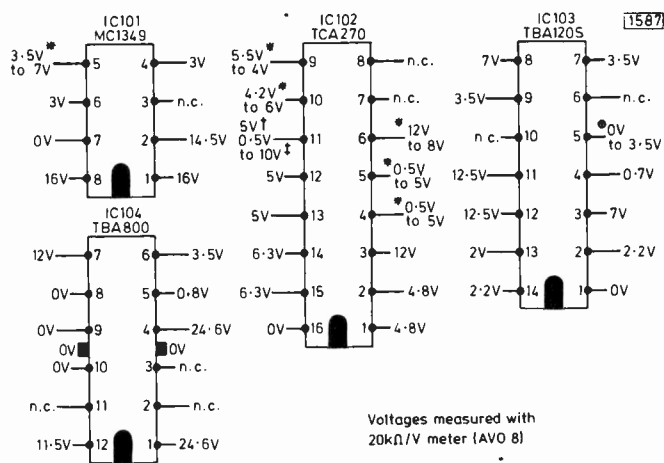 1587
IC101
MC1349
3·5V*
to 7V
5
4
3V
3V
6
3
n.c.
0V
7
2
14.5V
16V
8
1
16V
IC102
TCA270
5·5V*
to 4V
9
8
n.c.
4.2V*
to 6V
10
7
n.c.
5V†
0.5V
to 10V‡
11
6
*12V
to 8V
5V
12
5
*0.5V
to 5V
5V
13
4
*0.5V
to 5V
6·3V
14
3
12V
6·3V
15
2
4·8V
0V
16
1
4·8V
IC103
TBA120S
7V
8
7
3.5V
3.5V
9
6
n.c.
n.c.
10
5
●0V
to 3.5V
12.5V
11
4
0.7V
12.5V
12
3
7V
2V
13
2
2.2V
2.2V
14
1
0V
IC104
TBA800
12V
7
6
3.5V
0V
8
5
0.8V
0V
9
4
24.6V
0V
0V
0V
10
3
n.c.
n.c.
11
2
n.c.
11.5V
12
1
24.6V
Voltages measured with
20kΩ/V meter (AVO 8)